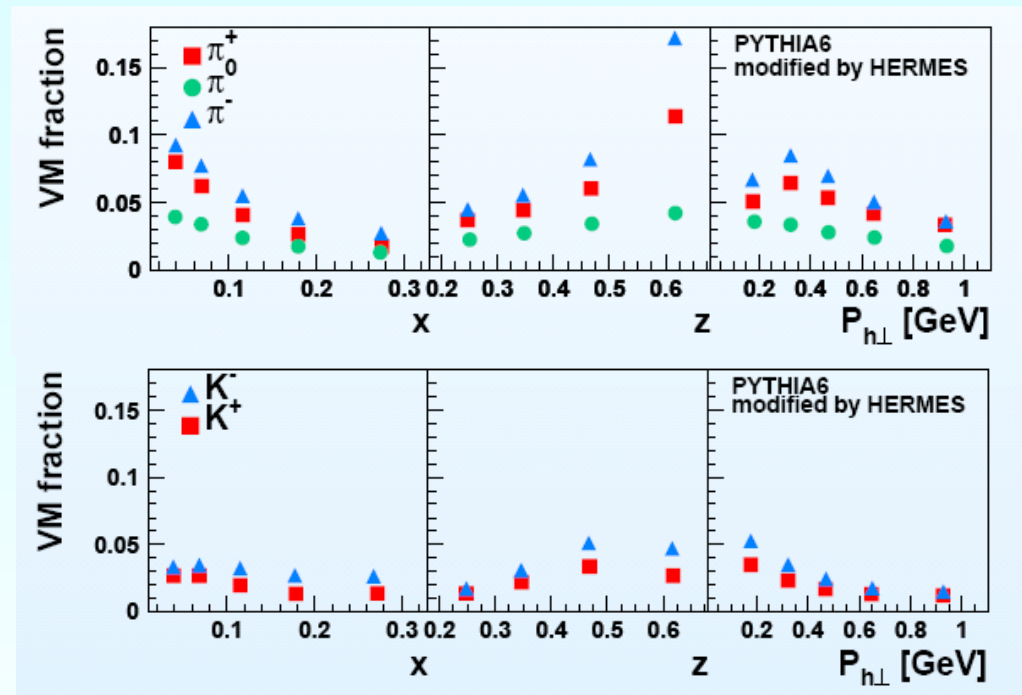 VM fraction
0.15
0.1
0.05
0
π+
π0
π-
PYTHIA6
modified by HERMES
0.1 0.2 0.3 0.2 0.3 0.4 0.5 0.6 0.2 0.4 0.6 0.8 1
x z Ph⊥ [GeV]
VM fraction
0.15
0.1
0.05
0
K-
K+
PYTHIA6
modified by HERMES
0.1 0.2 0.3 0.2 0.3 0.4 0.5 0.6 0.2 0.4 0.6 0.8 1
x z Ph⊥ [GeV]